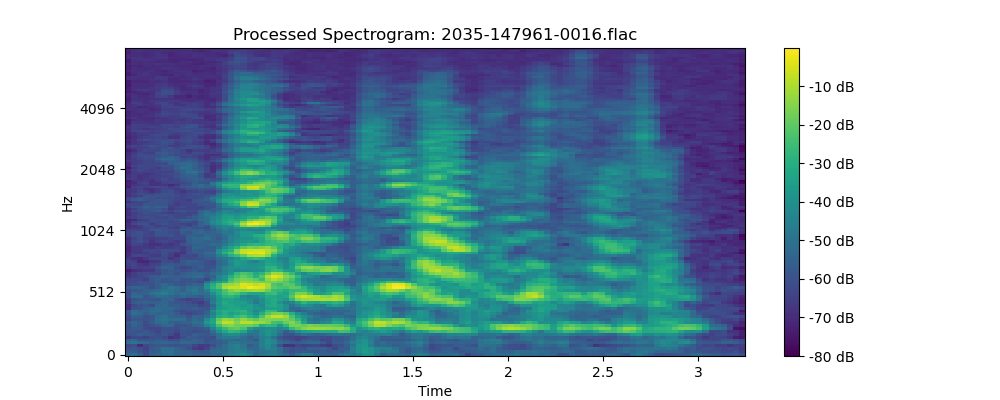 Processed Spectrogram: 2035-147961-0016.flac
Hz
4096
2048
1024
512
0
0
0.5
1
1.5
2
2.5
3
Time
-10 dB
-20 dB
-30 dB
-40 dB
-50 dB
-60 dB
-70 dB
-80 dB